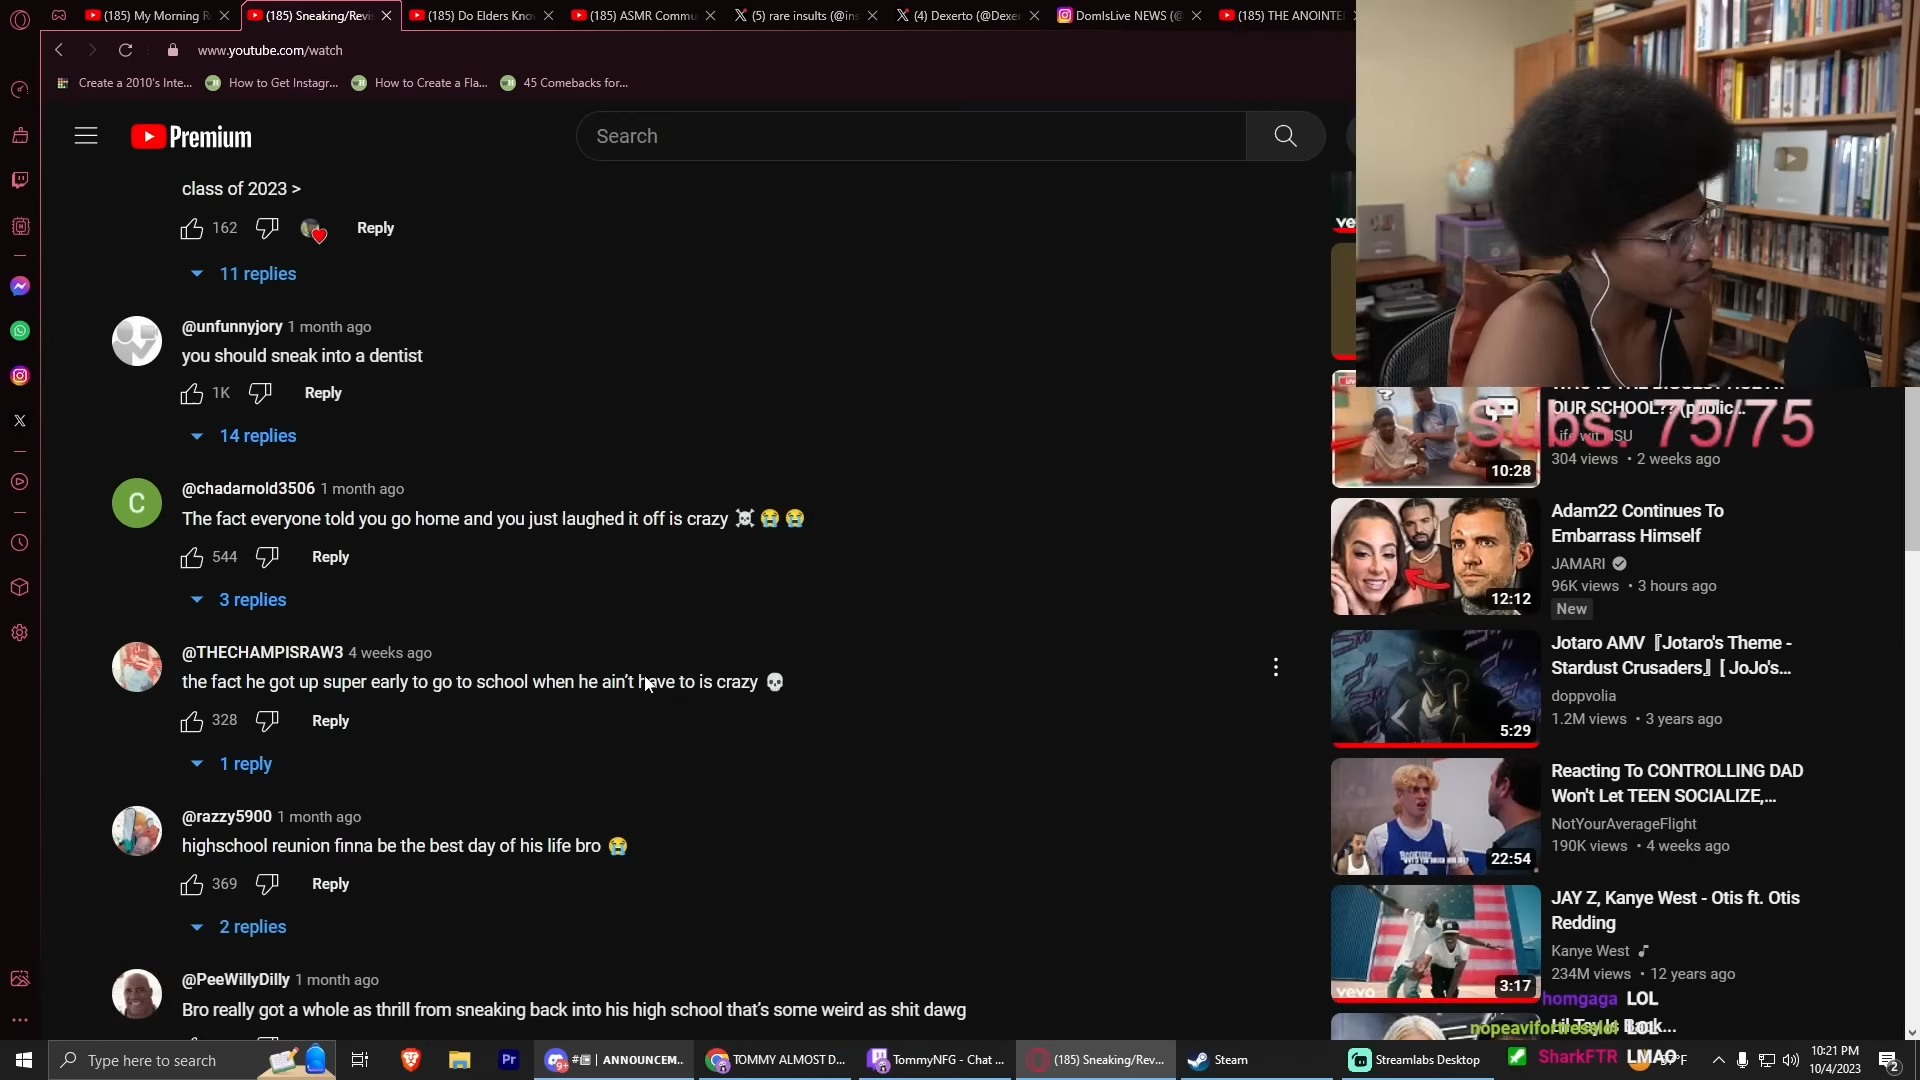 (185) My Morning R
(185) Sneaking/Revi
(185) Do Elders Kno
(185) ASMR Commu
(5) rare insults (@ins
(4) Dexerto (@Dexer
DomIsLive NEWS (@
(185) THE ANOINTE
www.youtube.com/watch
Create a 2010's Inte...
How to Get Instagr...
How to Create a Fla...
45 Comebacks for...
Premium
Search
class of 2023 >
162
Reply
11 replies
@unfunnyjory 1 month ago
you should sneak into a dentist
1K
Reply
14 replies
@chadarnold3506 1 month ago
C
The fact everyone told you go home and you just laughed it off is crazy ☠️😭😭
544
Reply
3 replies
@THECHAMPISRAW3 4 weeks ago
the fact he got up super early to go to school when he ain't have to is crazy 💀
328
Reply
1 reply
@razzy5900 1 month ago
highschool reunion finna be the best day of his life bro 😭
369
Reply
2 replies
@PeeWillyDilly 1 month ago
Bro really got a whole as thrill from sneaking back into his high school that's some weird as shit dawg
OUR SCHOOL?? (public...
Subs: 75/75
304 views • 2 weeks ago
10:28
Adam22 Continues To
Embarrass Himself
JAMARI
96K views • 3 hours ago
New
12:12
Jotaro AMV『Jotaro's Theme -
Stardust Crusaders』[ JoJo's...
doppvolia
1.2M views • 3 years ago
5:29
Reacting To CONTROLLING DAD
Won't Let TEEN SOCIALIZE,...
NotYourAverageFlight
190K views • 4 weeks ago
22:54
JAY Z, Kanye West - Otis ft. Otis
Redding
Kanye West
234M views • 12 years ago
3:17
vevo
homgaga LOL
LOL
SharkFTR LMAO
Type here to search
Pr
9+
#📰 | ANNOUNCEM...
TOMMY ALMOST D...
TommyNFG - Chat ...
(185) Sneaking/Rev...
Steam
Streamlabs Desktop
10:21 PM
10/4/2023
2